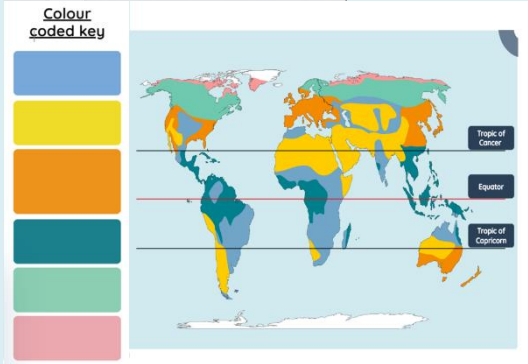 Colour
coded key
Tropic of
Cancer
Equator
Tropic of
Capricorn